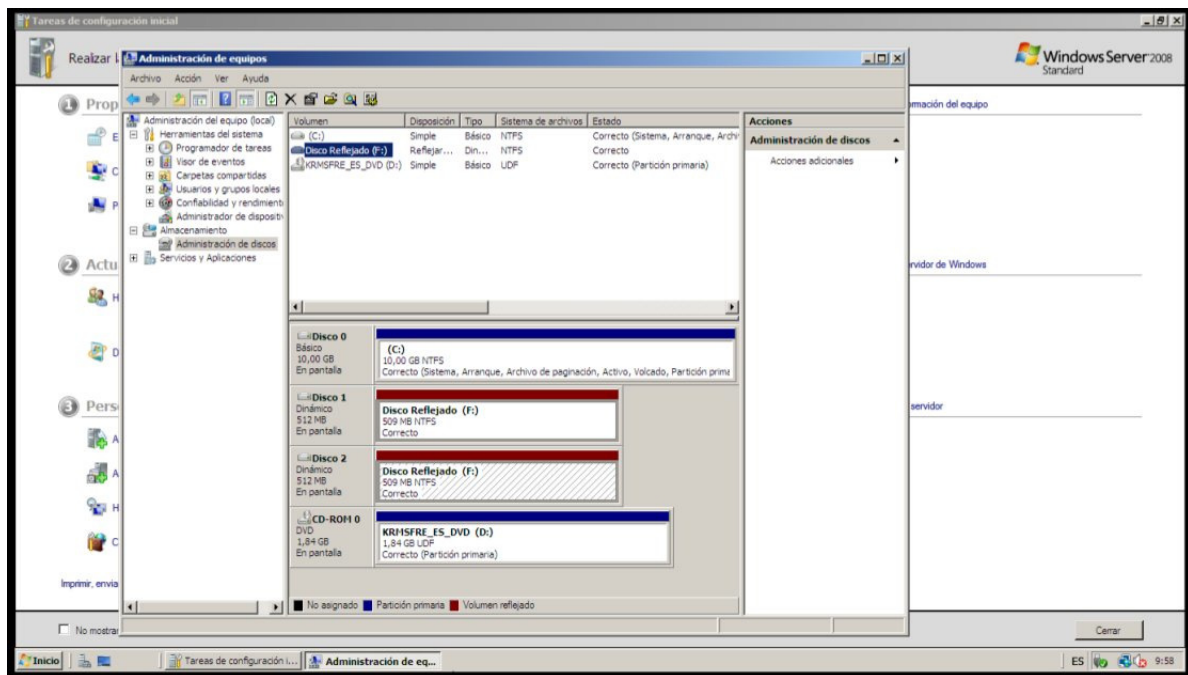 Tareas de configuración inicial
Realizar l
Windows Server 2008
Standard
Administración de equipos
Archivo Acción Ver Ayuda
1 Prop
ormación del equipo
E
C
P
2 Actu
ervidor de Windows
H
D
3 Pers
servidor
A
A
H
C
Imprimir, envia
No mostrar
Cerrar
Administración del equipo (local)
Herramientas del sistema
Programador de tareas
Visor de eventos
Carpetas compartidas
Usuarios y grupos locales
Confiabilidad y rendimient
Administrador de dispositiv
Almacenamiento
Administración de discos
Servicios y Aplicaciones
Volumen Disposición Tipo Sistema de archivos Estado
(C:) Simple Básico NTFS Correcto (Sistema, Arranque, Archiv
Disco Reflejado (F:) Reflejar... Din... NTFS Correcto
KRMSFRE_ES_DVD (D:) Simple Básico UDF Correcto (Partición primaria)
Acciones
Administración de discos
Acciones adicionales
Disco 0
Básico
10,00 GB
En pantalla
(C:)
10,00 GB NTFS
Correcto (Sistema, Arranque, Archivo de paginación, Activo, Volcado, Partición prima
Disco 1
Dinámico
512 MB
En pantalla
Disco Reflejado (F:)
509 MB NTFS
Correcto
Disco 2
Dinámico
512 MB
En pantalla
Disco Reflejado (F:)
509 MB NTFS
Correcto
CD-ROM 0
DVD
1,84 GB
En pantalla
KRMSFRE_ES_DVD (D:)
1,84 GB UDF
Correcto (Partición primaria)
No asignado Partición primaria Volumen reflejado
Inicio
Tareas de configuración i...
Administración de eq...
ES
9:58